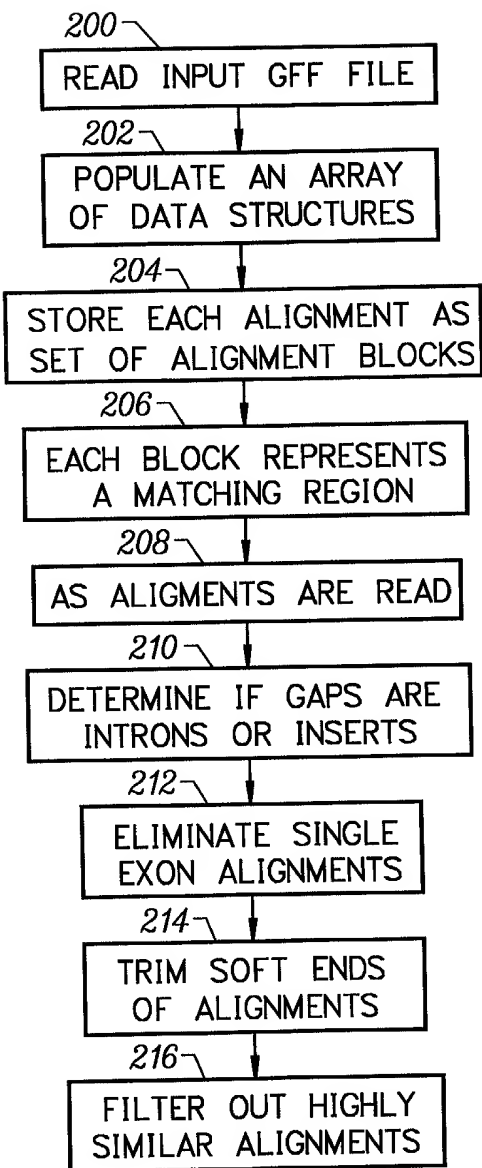 200
READ INPUT GFF FILE
202
POPULATE AN ARRAY
OF DATA STRUCTURES
204
STORE EACH ALIGNMENT AS
SET OF ALIGNMENT BLOCKS
206
EACH BLOCK REPRESENTS
A MATCHING REGION
208
AS ALIGMENTS ARE READ
210
DETERMINE IF GAPS ARE
INTRONS OR INSERTS
212
ELIMINATE SINGLE
EXON ALIGNMENTS
214
TRIM SOFT ENDS
OF ALIGNMENTS
216
FILTER OUT HIGHLY
SIMILAR ALIGNMENTS